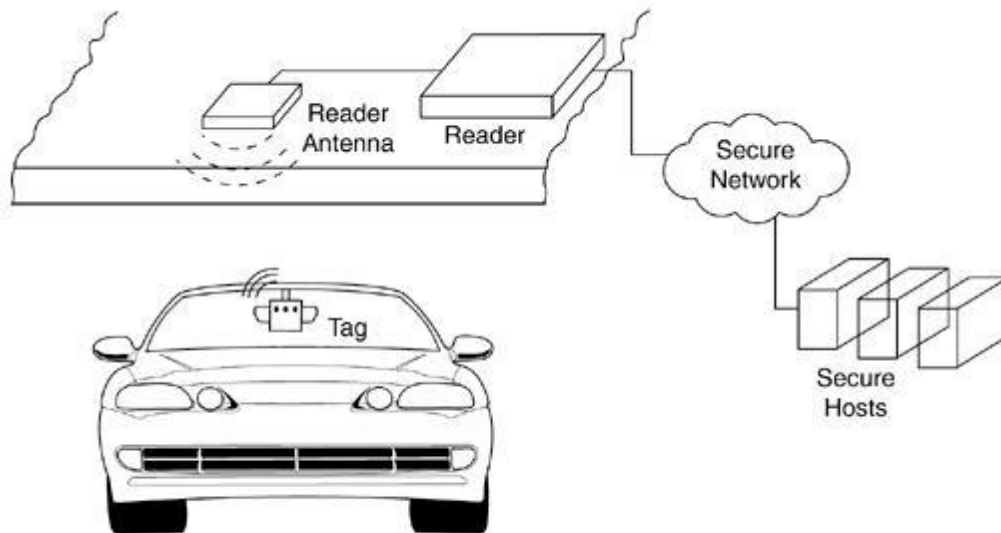 Reader
Antenna
Reader
Secure
Network
Tag
Secure
Hosts